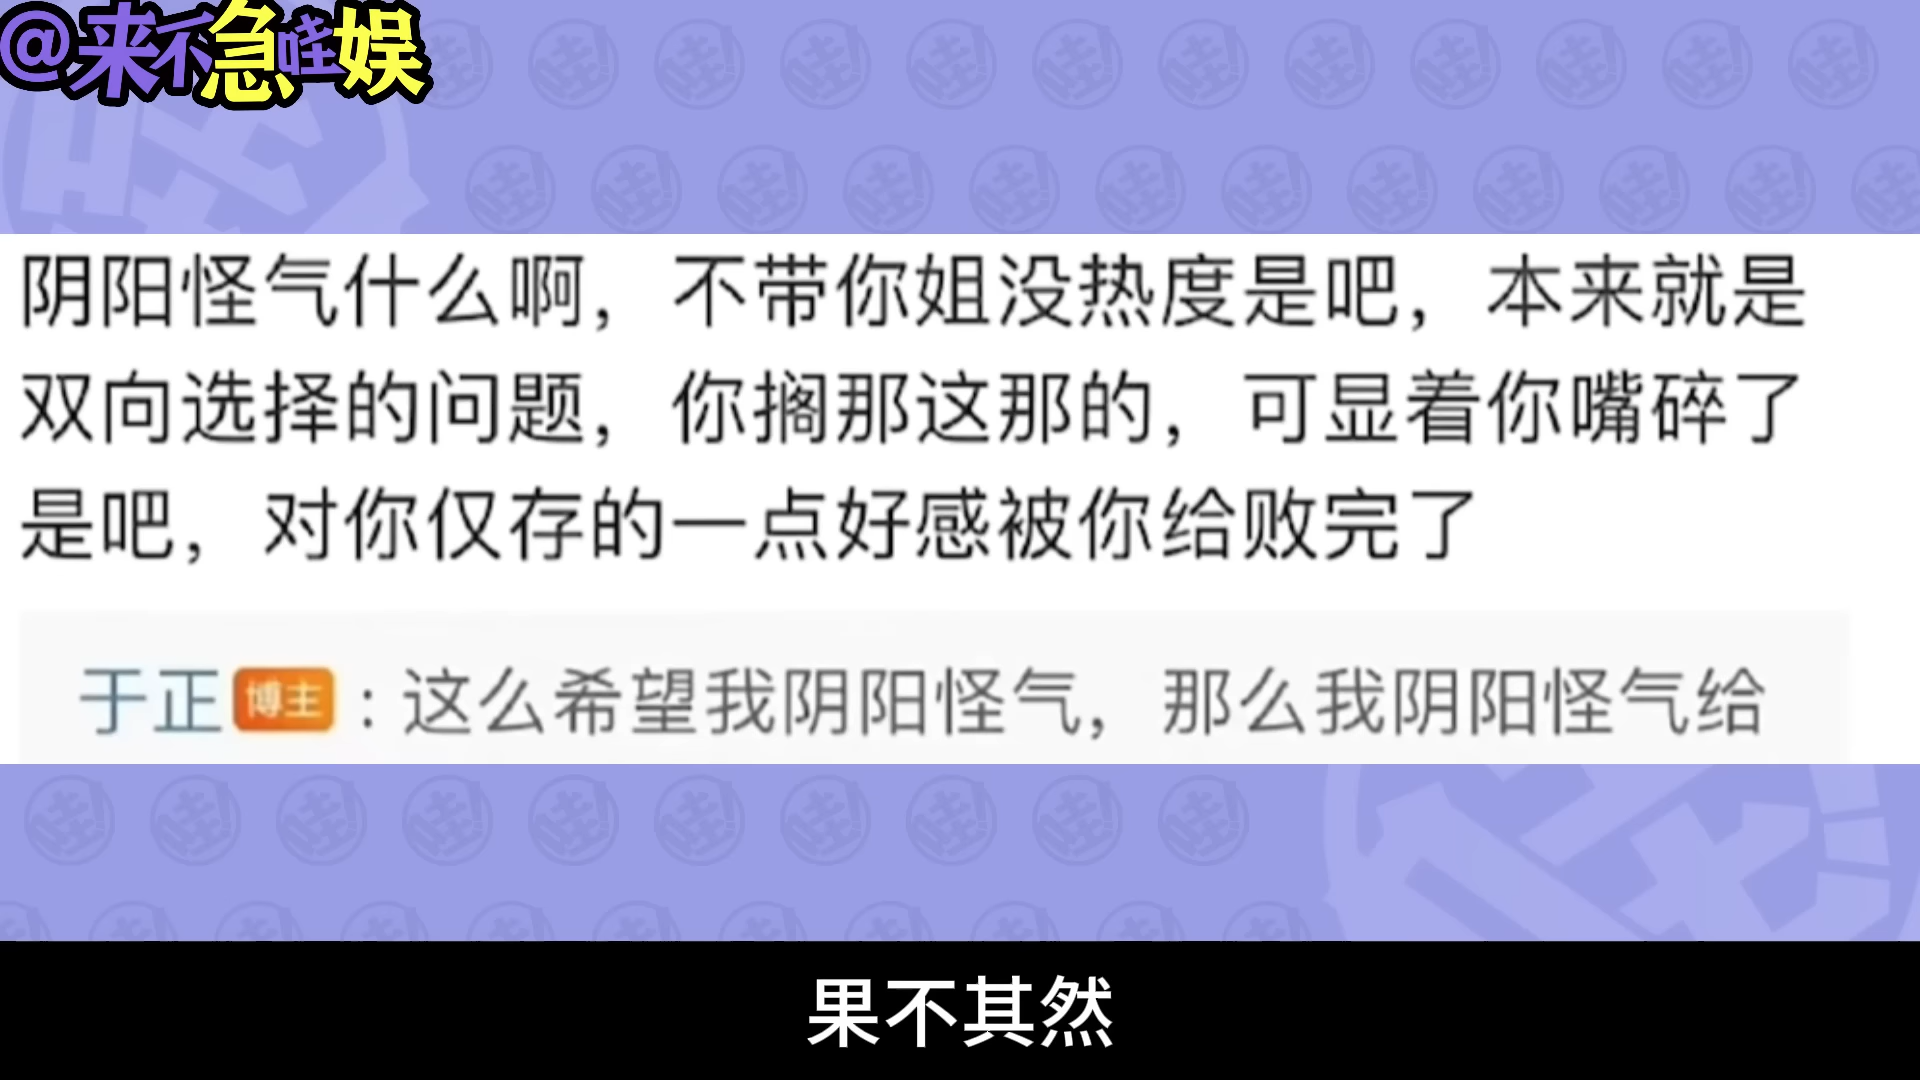 @来不急哇娱
阴阳怪气什么啊，不带你姐没热度是吧，本来就是
双向选择的问题，你搁那这那的，可显着你嘴碎了
是吧，对你仅存的一点好感被你给败完了
于正 博主 ：这么希望我阴阳怪气，那么我阴阳怪气给
果不其然